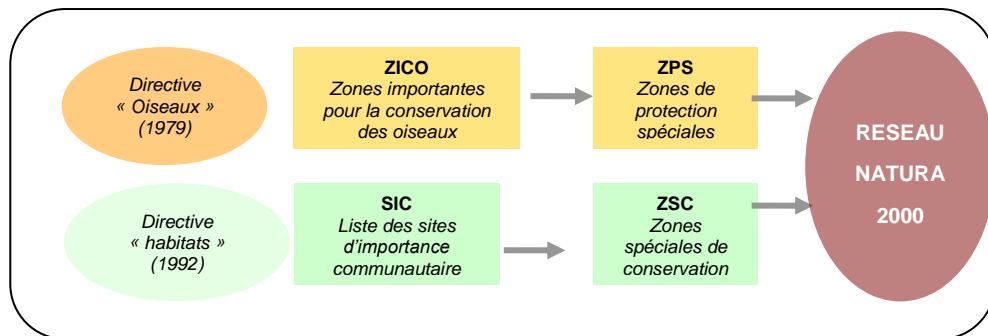 Directive
« Oiseaux »
(1979)
ZICO
Zones importantes
pour la conservation
des oiseaux
ZPS
Zones de
protection
spéciales
Directive
« habitats »
(1992)
SIC
Liste des sites
d'importance
communautaire
ZSC
Zones
spéciales de
conservation
RESEAU
NATURA
2000